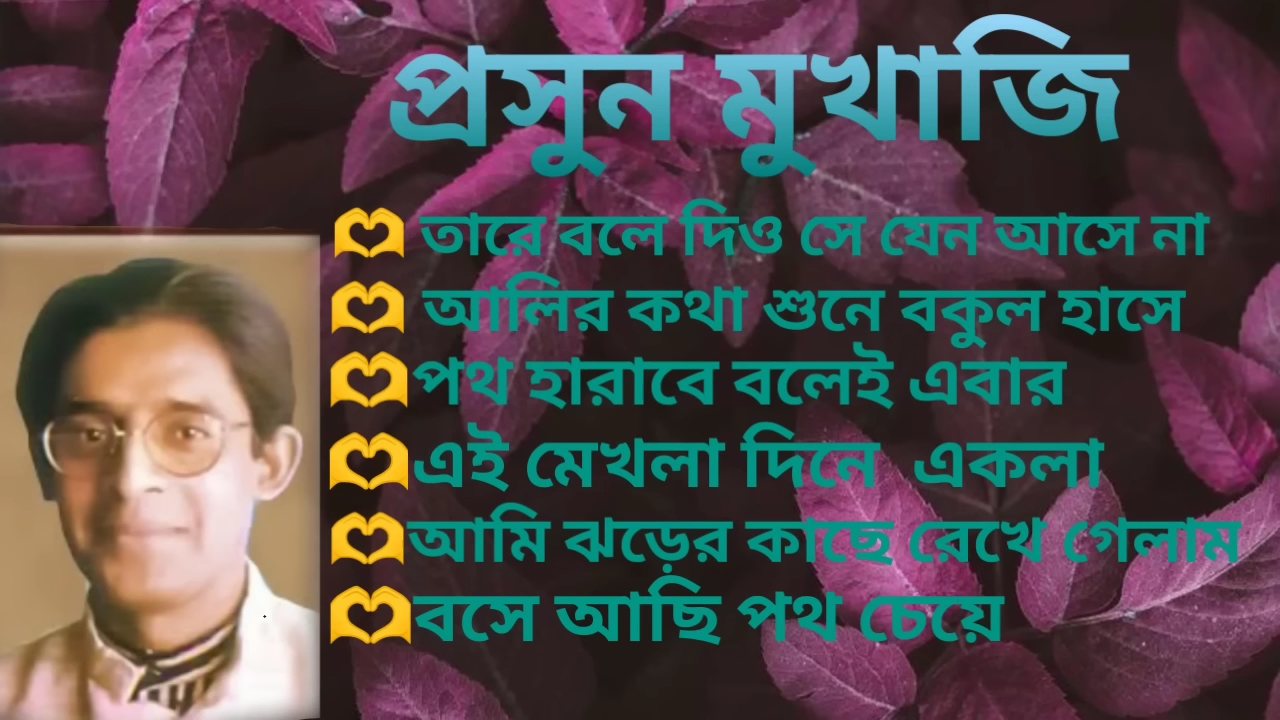 প্রসুন মুখাজি
তারে বলে দিও সে যেন আসে না
আলির কথা শুনে বকুল হাসে
পথ হারাবে বলেই এবার
এই মেখলা দিনে একলা
আমি ঝড়ের কাছে রেখে গেলাম
বসে আছি পথ চেয়ে